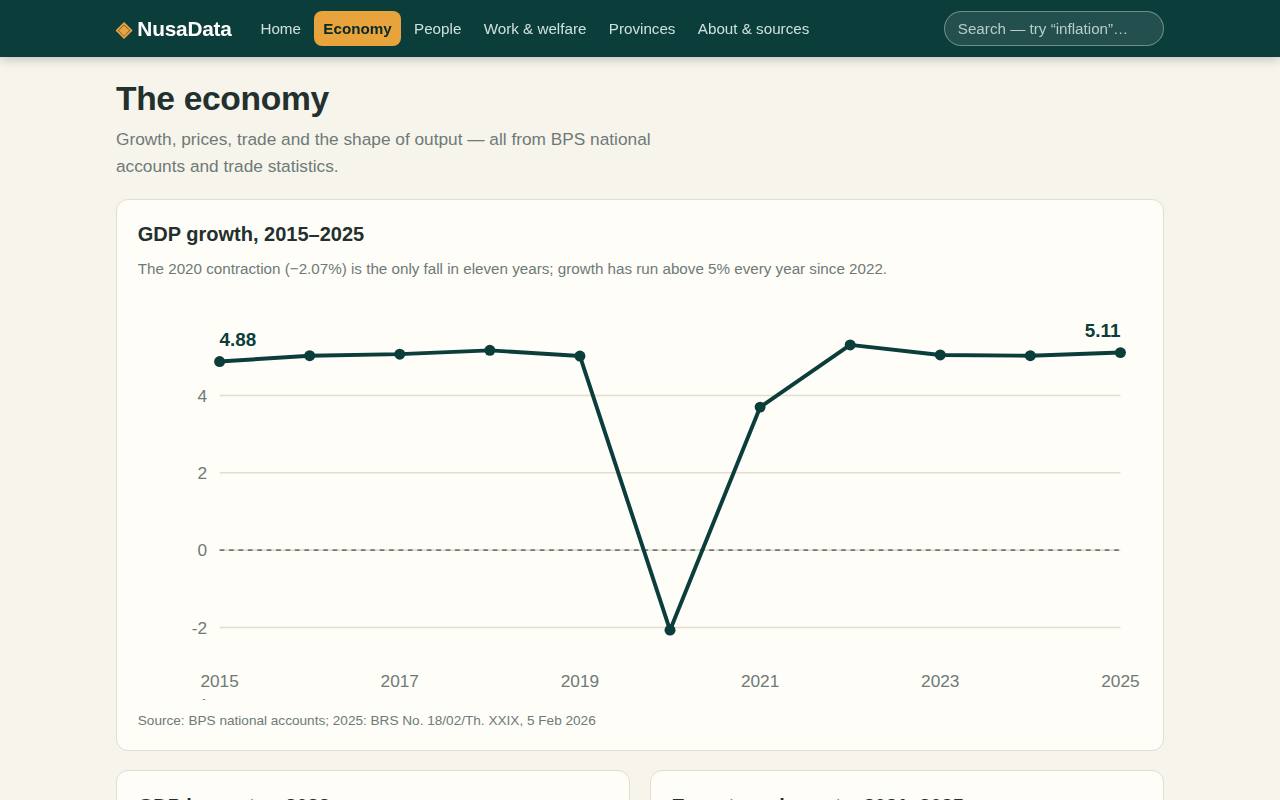 ◈ NusaData
Home
Economy
People
Work & welfare
Provinces
About & sources
Search — try “inflation”…
The economy
Growth, prices, trade and the shape of output — all from BPS national
accounts and trade statistics.
GDP growth, 2015–2025
The 2020 contraction (−2.07%) is the only fall in eleven years; growth has run above 5% every year since 2022.
4.88
5.11
4
2
0
-2
2015
2017
2019
2021
2023
2025
Source: BPS national accounts; 2025: BRS No. 18/02/Th. XXIX, 5 Feb 2026